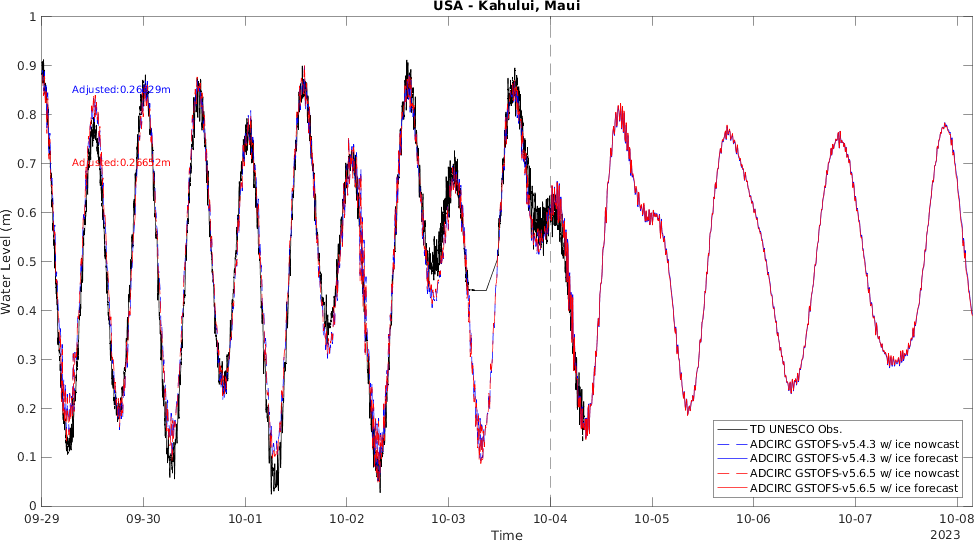 USA - Kahului, Maui
1
0.9
0.8
0.7
0.6
0.5
0.4
0.3
0.2
0.1
0
Water Level (m)
Adjusted:0.26629m
Adjusted:0.26652m
TD UNESCO Obs.
ADCIRC GSTOFS-v5.4.3 w/ ice nowcast
ADCIRC GSTOFS-v5.4.3 w/ ice forecast
ADCIRC GSTOFS-v5.6.5 w/ ice nowcast
ADCIRC GSTOFS-v5.6.5 w/ ice forecast
09-29 09-30 10-01 10-02 10-03 10-04 10-05 10-06 10-07 10-08
2023
Time